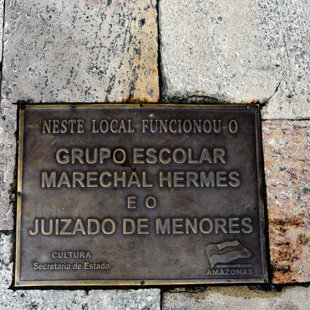 NESTE LOCAL FUNCIONOU O
GRUPO ESCOLAR
MARECHAL HERMES
E O
JUIZADO DE MENORES
CULTURA
Secretaria de Estado
AMAZONAS